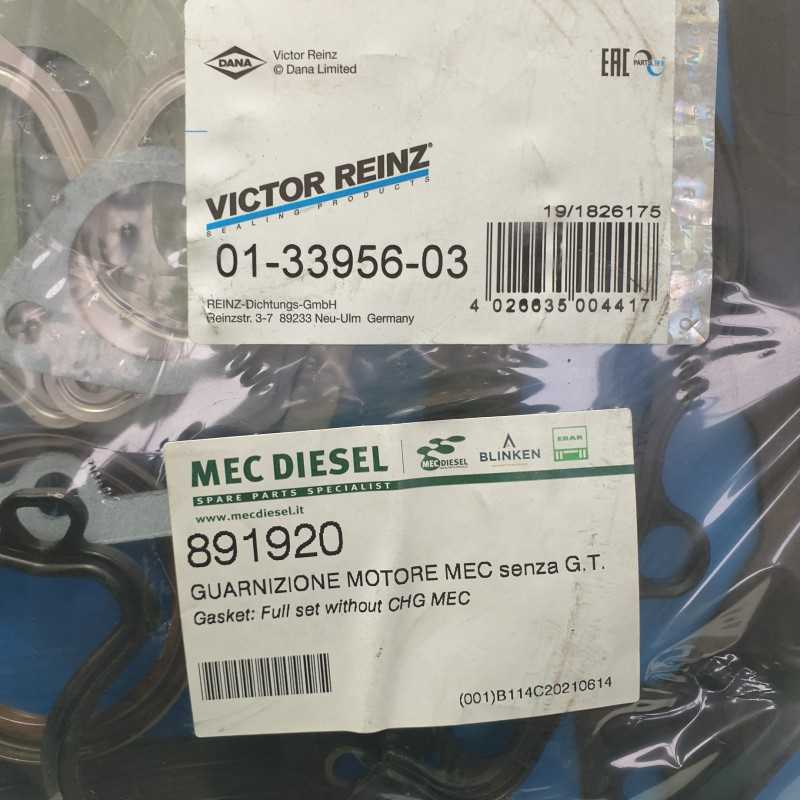 DANA
Victor Reinz
© Dana Limited
EAC
VICTOR REINZ®
SEALING PRODUCTS
19/1826175
01-33956-03
4 026635 004417
REINZ-Dichtungs-GmbH
Reinzstr. 3-7 89233 Neu-Ulm Germany
MEC DIESEL
SPARE PARTS SPECIALIST
MEC DIESEL
BLINKEN
www.mecdiesel.it
891920
GUARNIZIONE MOTORE MEC senza G.T.
Gasket: Full set without CHG MEC
(001)B114C20210614